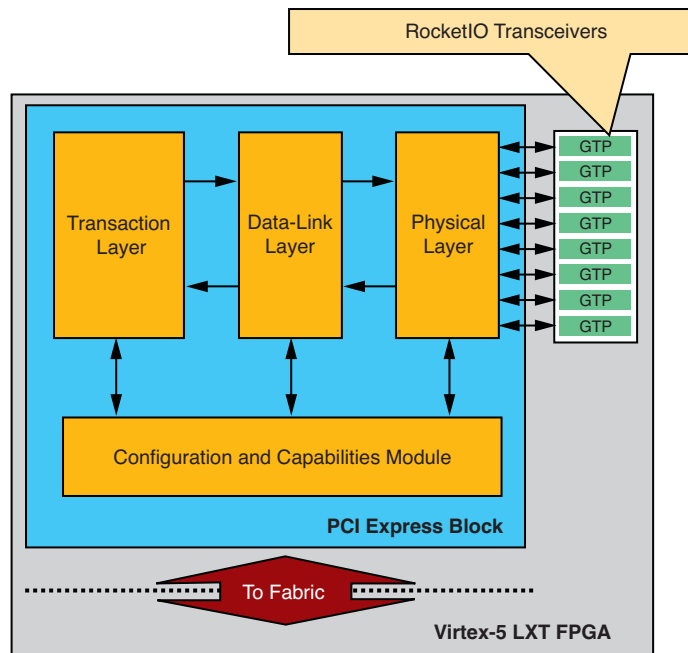 RocketIO Transceivers
Transaction
Layer
Data-Link
Layer
Physical
Layer
GTP
GTP
GTP
GTP
GTP
GTP
GTP
GTP
Configuration and Capabilities Module
PCI Express Block
To Fabric
Virtex-5 LXT FPGA